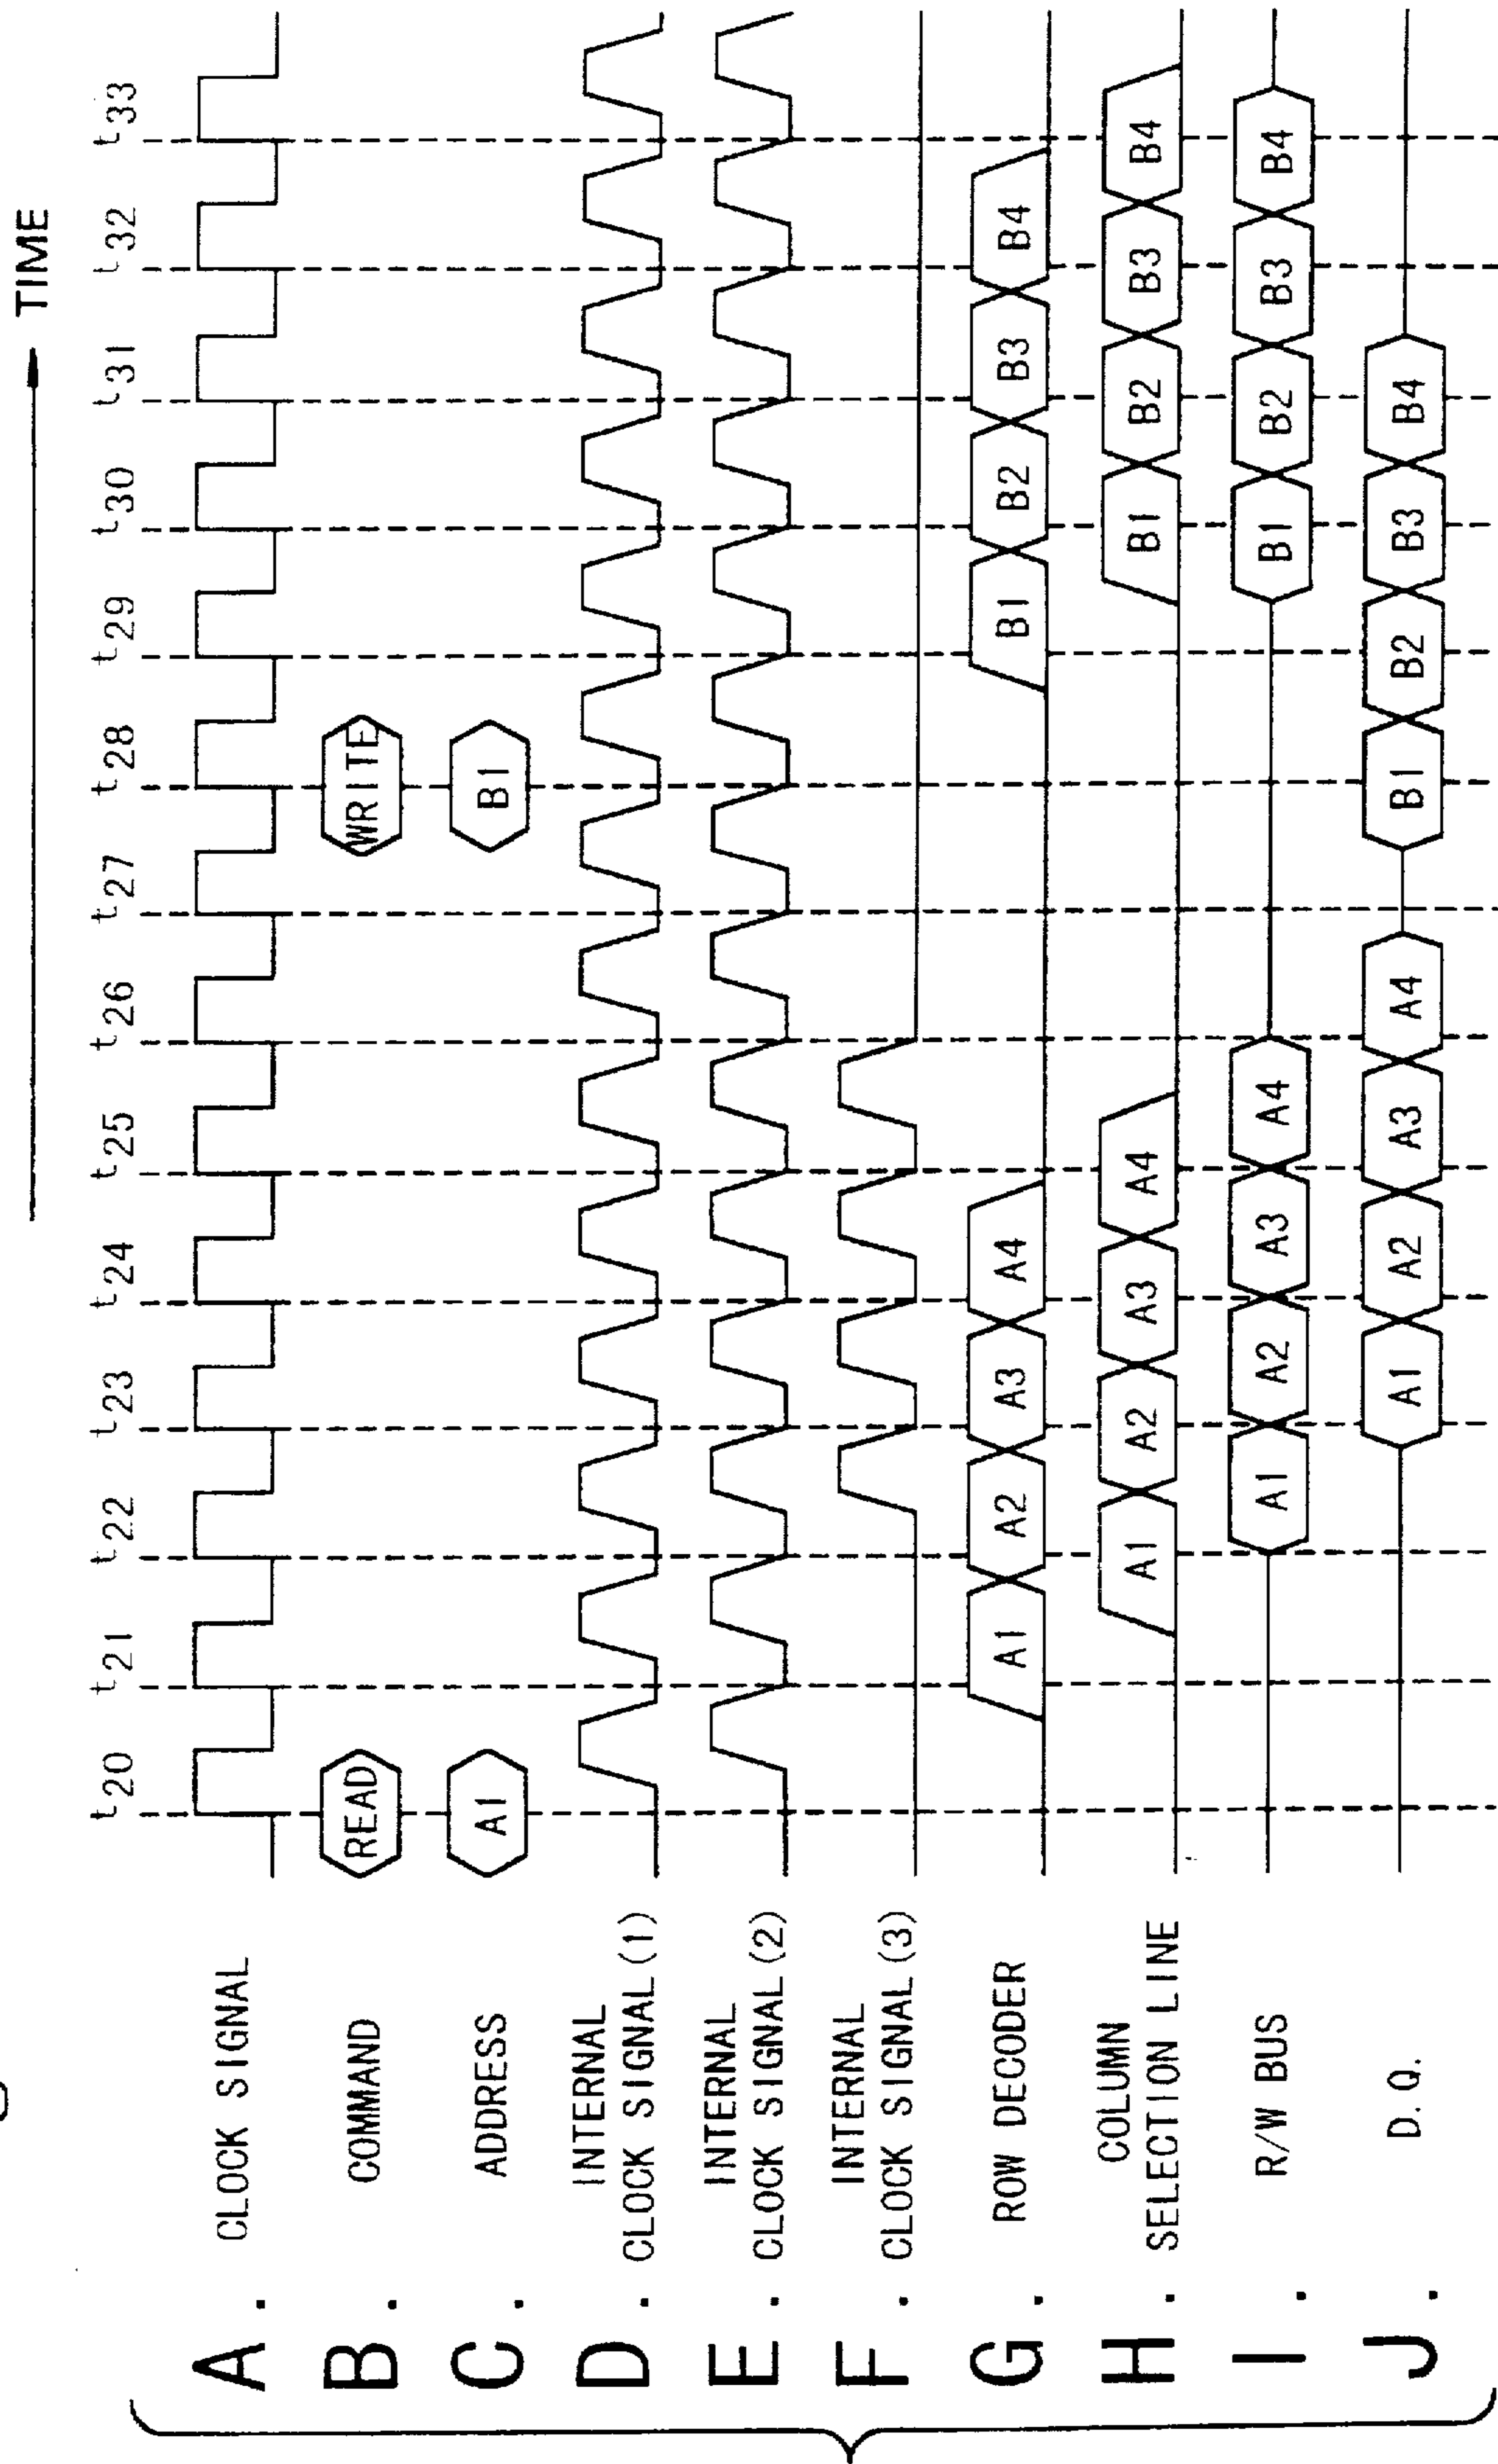 TIME
t20 t21 t22 t23 t24 t25 t26 t27 t28 t29 t30 t31 t32 t33
A. CLOCK SIGNAL
B. COMMAND READ WRITE
C. ADDRESS A1 B1
D. INTERNAL
CLOCK SIGNAL (1)
E. INTERNAL
CLOCK SIGNAL (2)
F. INTERNAL
CLOCK SIGNAL (3)
G. ROW DECODER A1 A2 A3 A4 B1 B2 B3 B4
H. COLUMN
SELECTION LINE A1 A2 A3 A4 B1 B2 B3 B4
I. R/W BUS A1 A2 A3 A4 B1 B2 B3 B4
J. D.Q. A1 A2 A3 A4 B1 B2 B3 B4